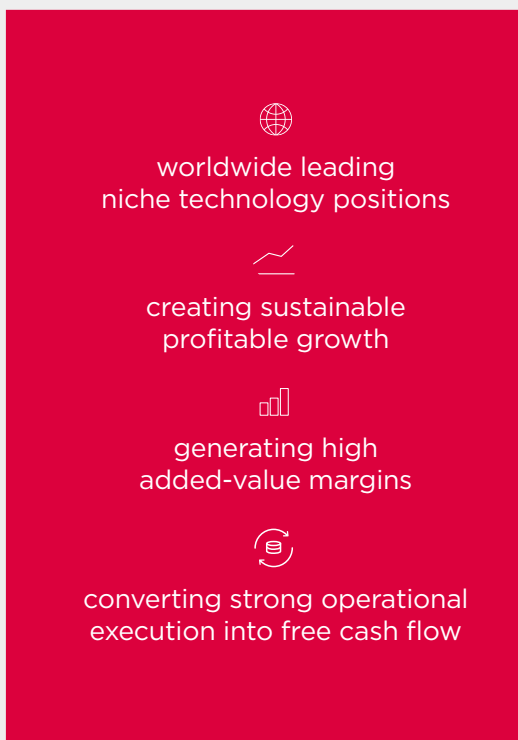 worldwide leading
niche technology positions
creating sustainable
profitable growth
generating high
added-value margins
converting strong operational
execution into free cash flow